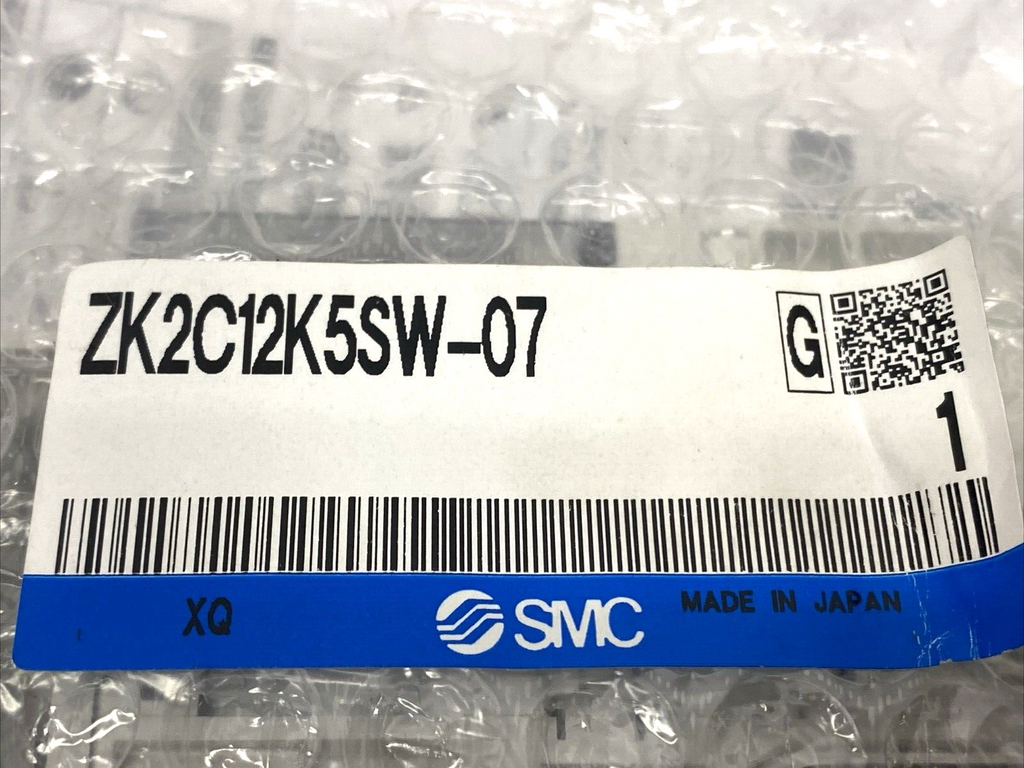 ZK2C12K5SW-07
G
1
XQ
SMC
MADE IN JAPAN